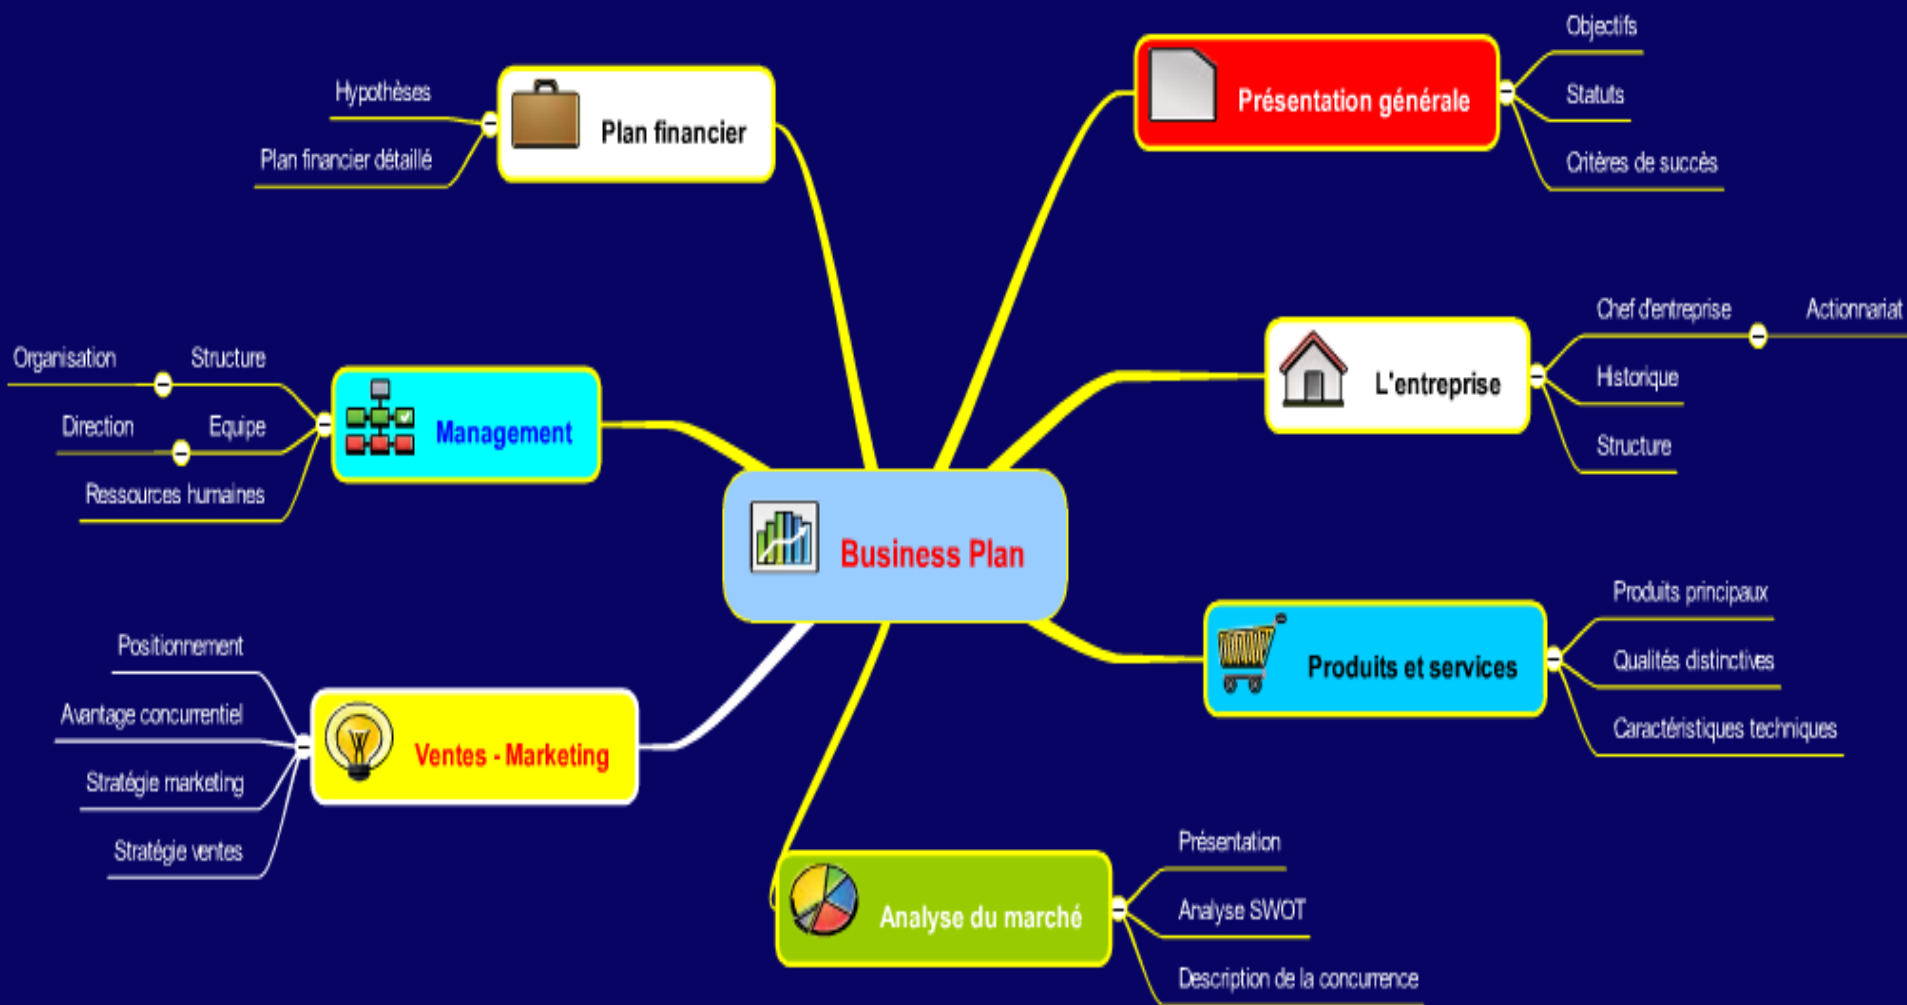 Business Plan
Présentation générale
Objectifs
Statuts
Critères de succès
L'entreprise
Chef d'entreprise
Actionnariat
Historique
Structure
Produits et services
Produits principaux
Qualités distinctives
Caractéristiques techniques
Analyse du marché
Présentation
Analyse SWOT
Description de la concurrence
Ventes - Marketing
Positionnement
Avantage concurrentiel
Stratégie marketing
Stratégie ventes
Management
Structure
Organisation
Equipe
Direction
Ressources humaines
Plan financier
Hypothèses
Plan financier détaillé